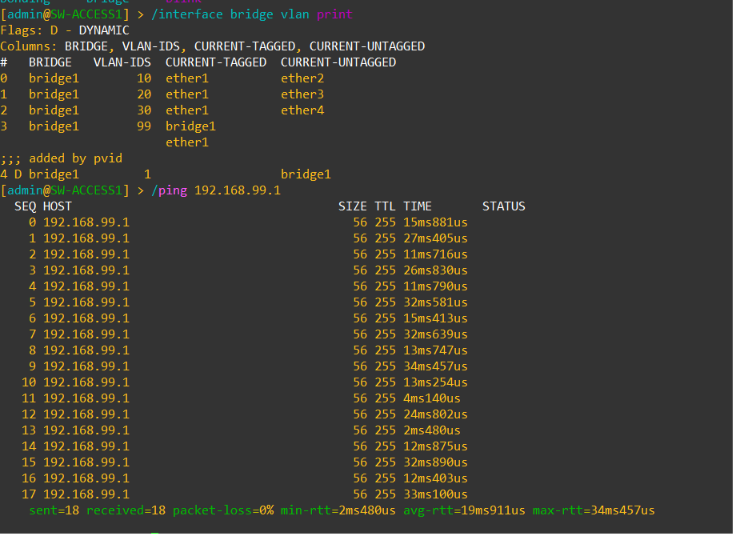 [admin@SW-ACCESS1] > /interface bridge vlan print
Flags: D - DYNAMIC
Columns: BRIDGE, VLAN-IDS, CURRENT-TAGGED, CURRENT-UNTAGGED
#   BRIDGE   VLAN-IDS  CURRENT-TAGGED  CURRENT-UNTAGGED
0   bridge1        10  ether1          ether2
1   bridge1        20  ether1          ether3
2   bridge1        30  ether1          ether4
3   bridge1        99  bridge1
                       ether1
;;; added by pvid
4 D bridge1         1                  bridge1
[admin@SW-ACCESS1] > /ping 192.168.99.1
  SEQ HOST                                     SIZE TTL TIME       STATUS
    0 192.168.99.1                               56 255 15ms881us
    1 192.168.99.1                               56 255 27ms405us
    2 192.168.99.1                               56 255 11ms716us
    3 192.168.99.1                               56 255 26ms830us
    4 192.168.99.1                               56 255 11ms790us
    5 192.168.99.1                               56 255 32ms581us
    6 192.168.99.1                               56 255 15ms413us
    7 192.168.99.1                               56 255 32ms639us
    8 192.168.99.1                               56 255 13ms747us
    9 192.168.99.1                               56 255 34ms457us
   10 192.168.99.1                               56 255 13ms254us
   11 192.168.99.1                               56 255 4ms140us
   12 192.168.99.1                               56 255 24ms802us
   13 192.168.99.1                               56 255 2ms480us
   14 192.168.99.1                               56 255 12ms875us
   15 192.168.99.1                               56 255 32ms890us
   16 192.168.99.1                               56 255 12ms403us
   17 192.168.99.1                               56 255 33ms100us
    sent=18 received=18 packet-loss=0% min-rtt=2ms480us avg-rtt=19ms911us max-rtt=34ms457us